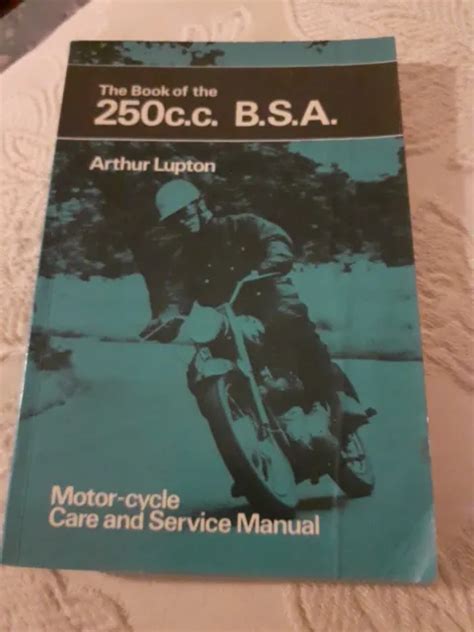 The Book of the
250c.c. B.S.A.
Arthur Lupton
Motor-cycle
Care and Service Manual